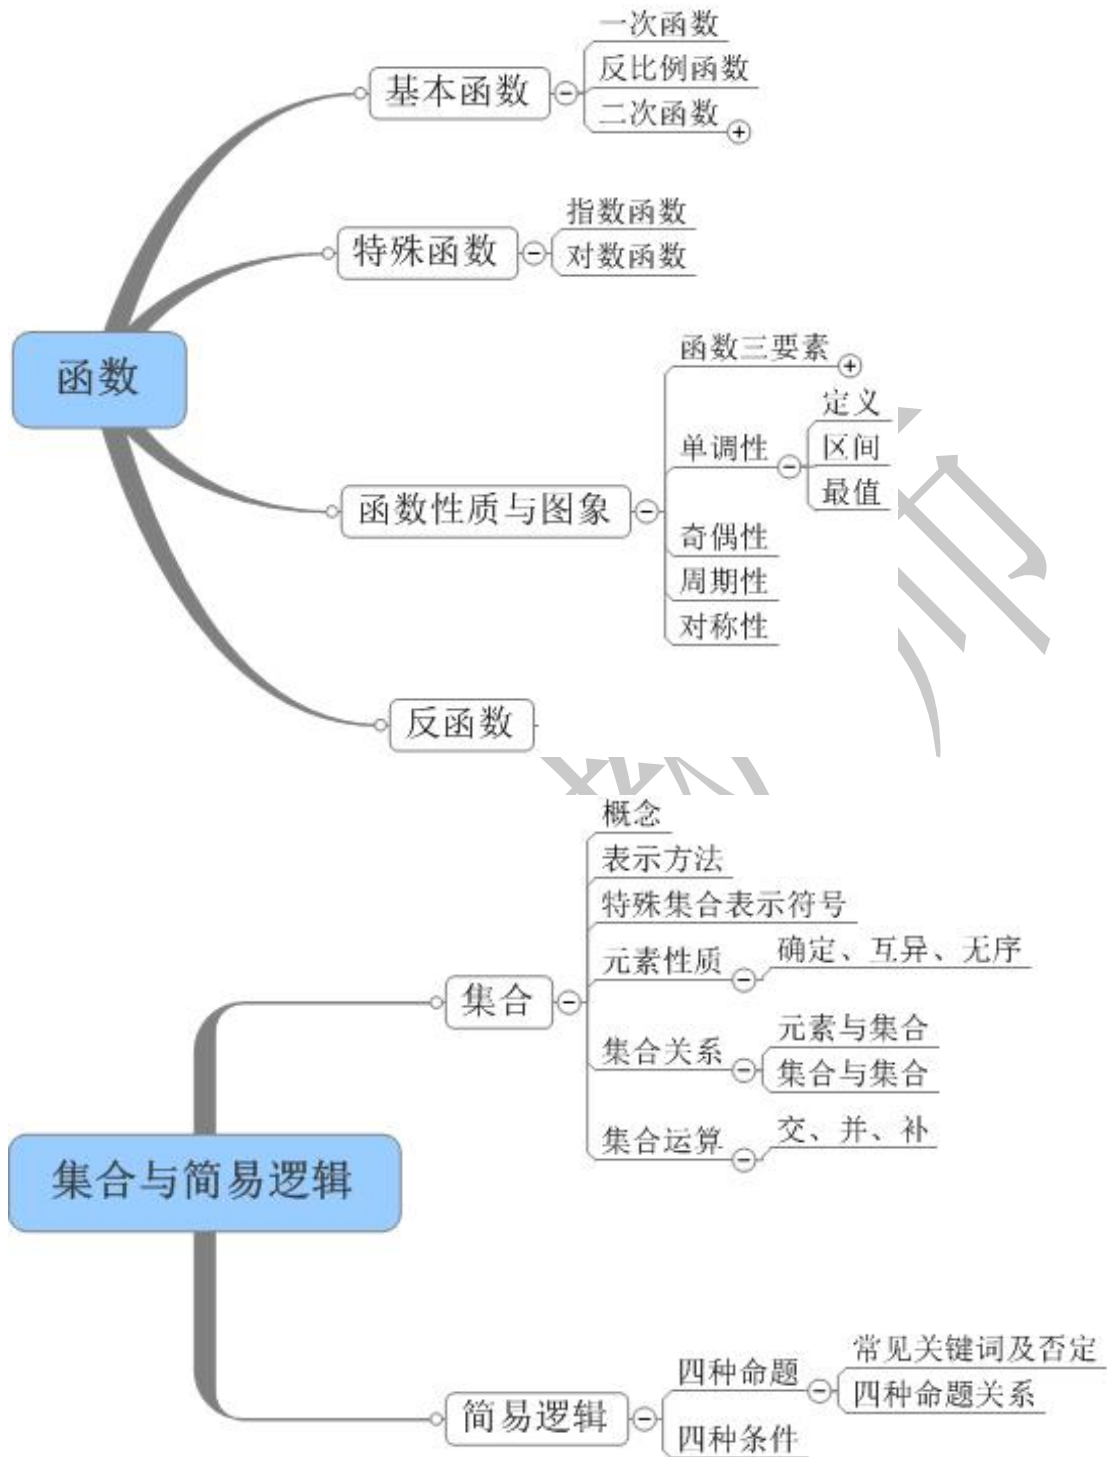 函数
基本函数
一次函数
反比例函数
二次函数
特殊函数
指数函数
对数函数
函数性质与图象
函数三要素
单调性
定义
区间
最值
奇偶性
周期性
对称性
反函数
集合与简易逻辑
集合
概念
表示方法
特殊集合表示符号
元素性质
确定、互异、无序
集合关系
元素与集合
集合与集合
集合运算
交、并、补
简易逻辑
四种命题
常见关键词及否定
四种命题关系
四种条件